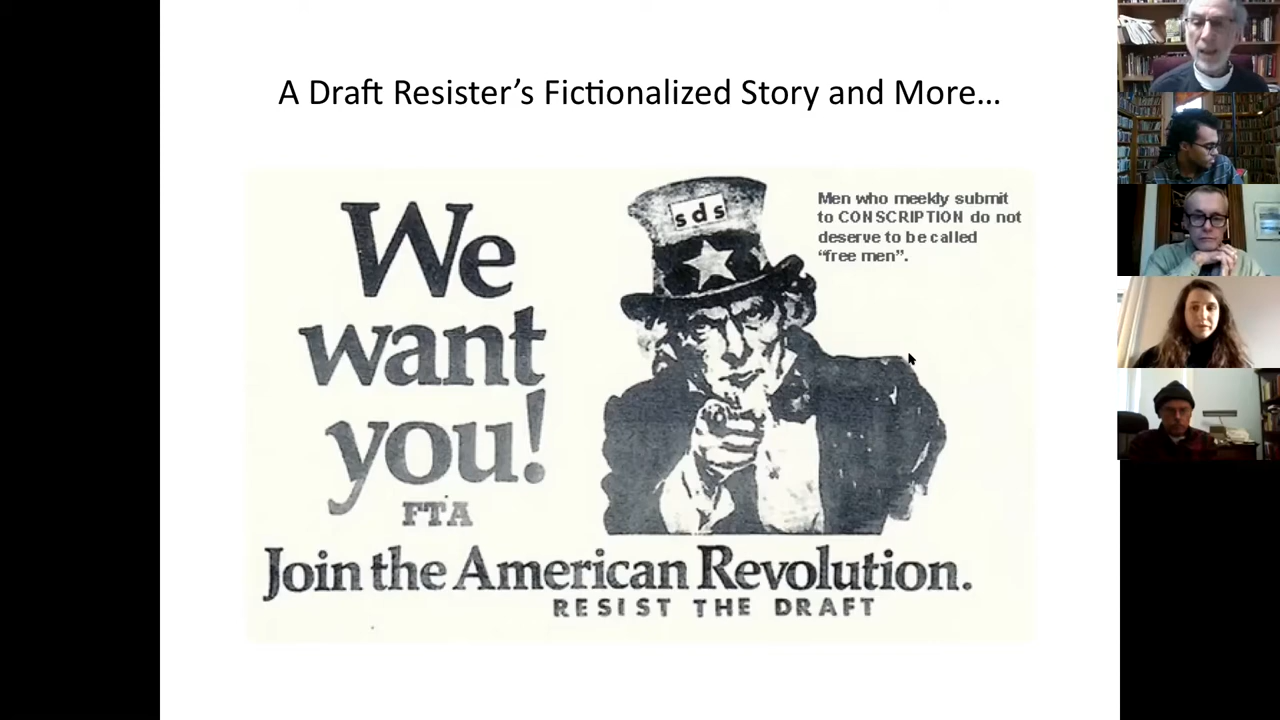 A Draft Resister’s Fictionalized Story and More…
We
want
you!
FTA
sds
Men who meekly submit
to CONSCRIPTION do not
deserve to be called
“free men”.
Join the American Revolution.
RESIST THE DRAFT